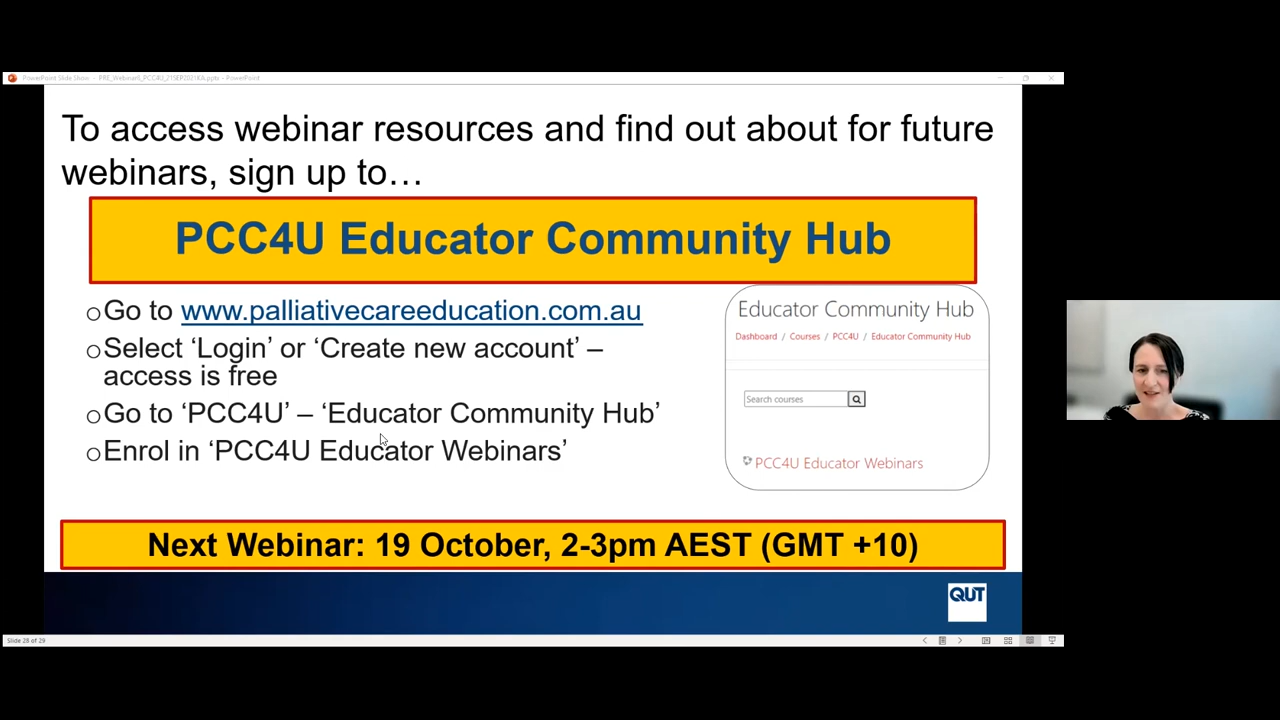 PowerPoint Slide Show - PRE_Webinar6_PCC4U_21SEP2021KA.pptx - PowerPoint
To access webinar resources and find out about for future
webinars, sign up to…
PCC4U Educator Community Hub
Go to www.palliativecareeducation.com.au
Select ‘Login’ or ‘Create new account’ –
access is free
Go to ‘PCC4U’ – ‘Educator Community Hub’
Enrol in ‘PCC4U Educator Webinars’
Educator Community Hub
Dashboard / Courses / PCC4U / Educator Community Hub
Search courses
PCC4U Educator Webinars
Next Webinar: 19 October, 2-3pm AEST (GMT +10)
QUT
Slide 28 of 29